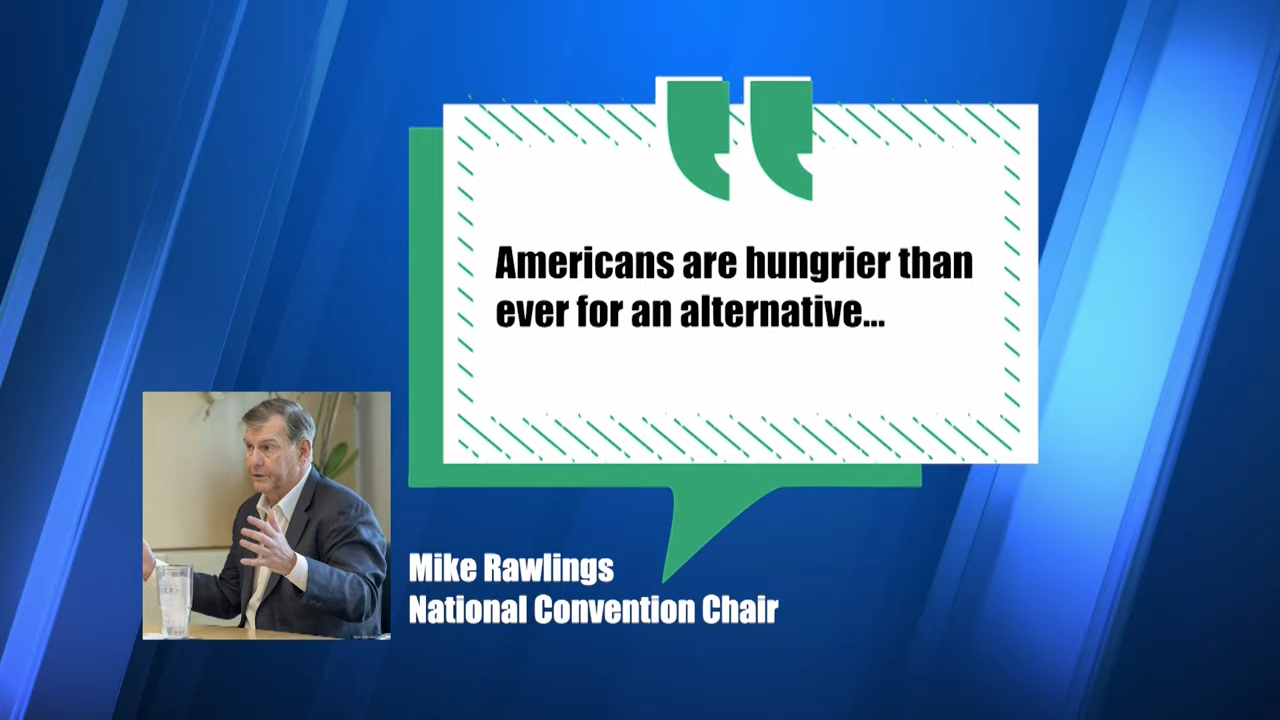 Americans are hungrier than
ever for an alternative...
Mike Rawlings
National Convention Chair